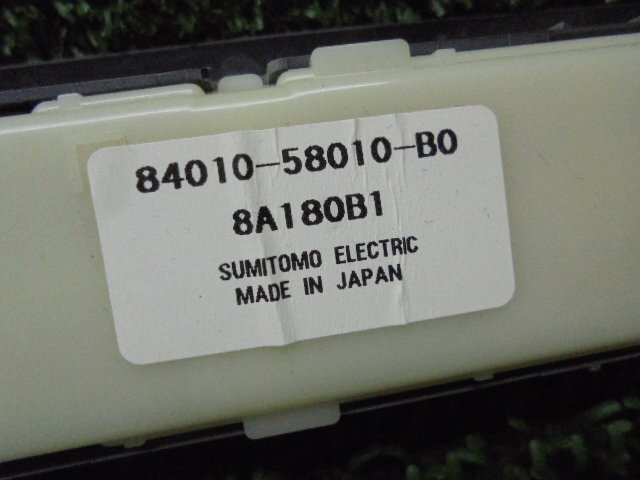 84010-58010-B0
8A180B1
SUMITOMO ELECTRIC
MADE IN JAPAN